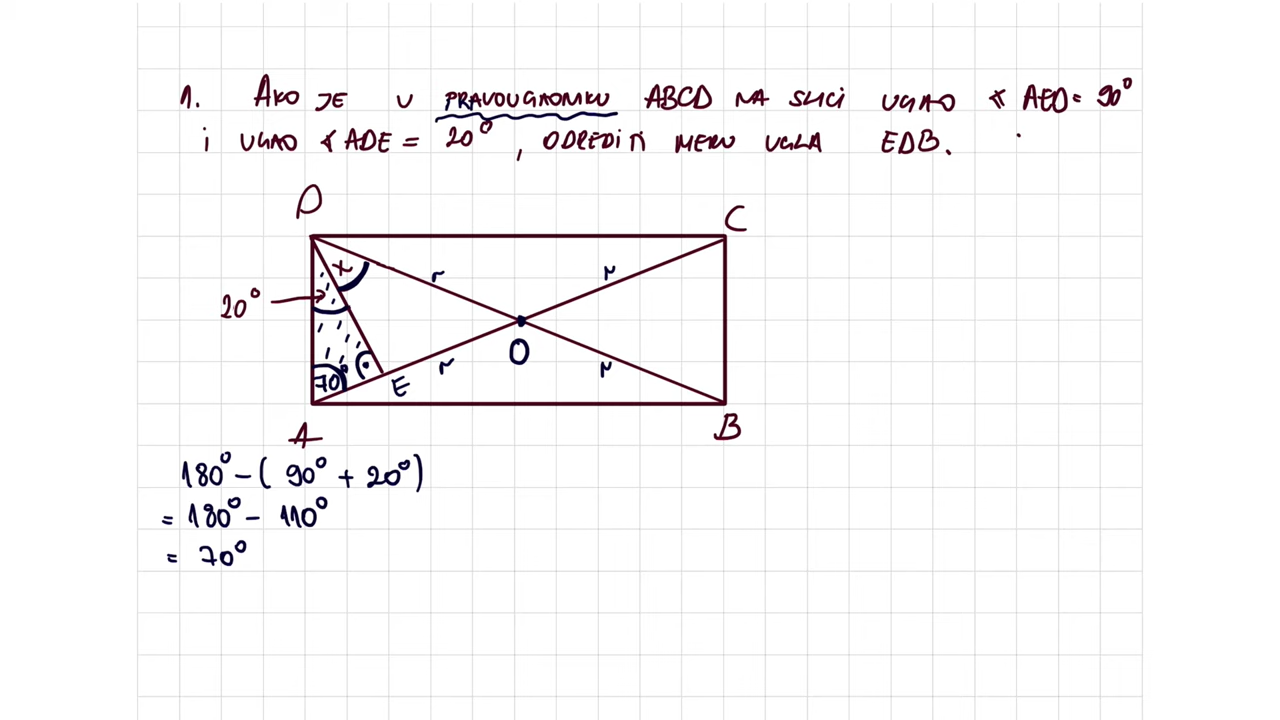 1. AKO JE U PRAVOUGAONIKU ABCD NA SLICI UGAO ∢ AED = 90°
i UGAO ∢ ADE = 20°, ODREDITI MERU UGLA EDB.
D
C
x
r
r
20°
O
r
r
70°
E
A
B
180° - ( 90° + 20° )
= 180° - 110°
= 70°